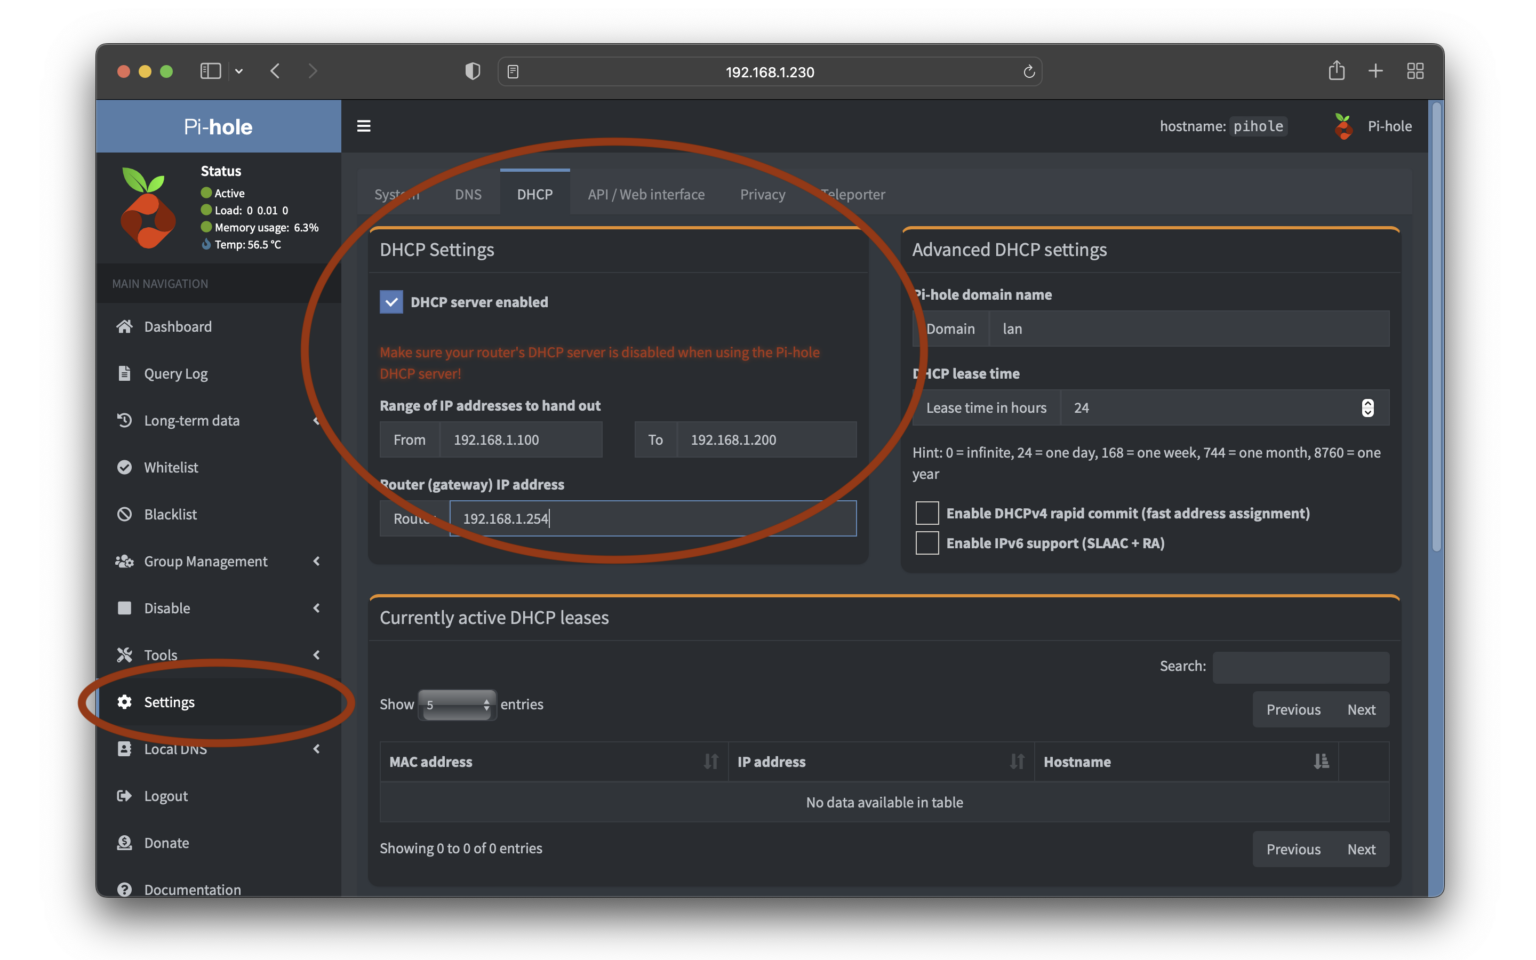 192.168.1.230
Pi-hole
hostname: pihole
Pi-hole
Status
Active
Load: 0 0.01 0
Memory usage: 6.3%
Temp: 56.5 °C
MAIN NAVIGATION
Dashboard
Query Log
Long-term data
Whitelist
Blacklist
Group Management
Disable
Tools
Settings
Local DNS
Logout
Donate
Documentation
System DNS DHCP API / Web interface Privacy Teleporter
DHCP Settings
DHCP server enabled
Make sure your router's DHCP server is disabled when using the Pi-hole
DHCP server!
Range of IP addresses to hand out
From 192.168.1.100 To 192.168.1.200
Router (gateway) IP address
Router 192.168.1.254
Advanced DHCP settings
Pi-hole domain name
Domain lan
DHCP lease time
Lease time in hours 24
Hint: 0 = infinite, 24 = one day, 168 = one week, 744 = one month, 8760 = one
year
Enable DHCPv4 rapid commit (fast address assignment)
Enable IPv6 support (SLAAC + RA)
Currently active DHCP leases
Search:
Show 5 entries
Previous Next
MAC address IP address Hostname
No data available in table
Showing 0 to 0 of 0 entries
Previous Next